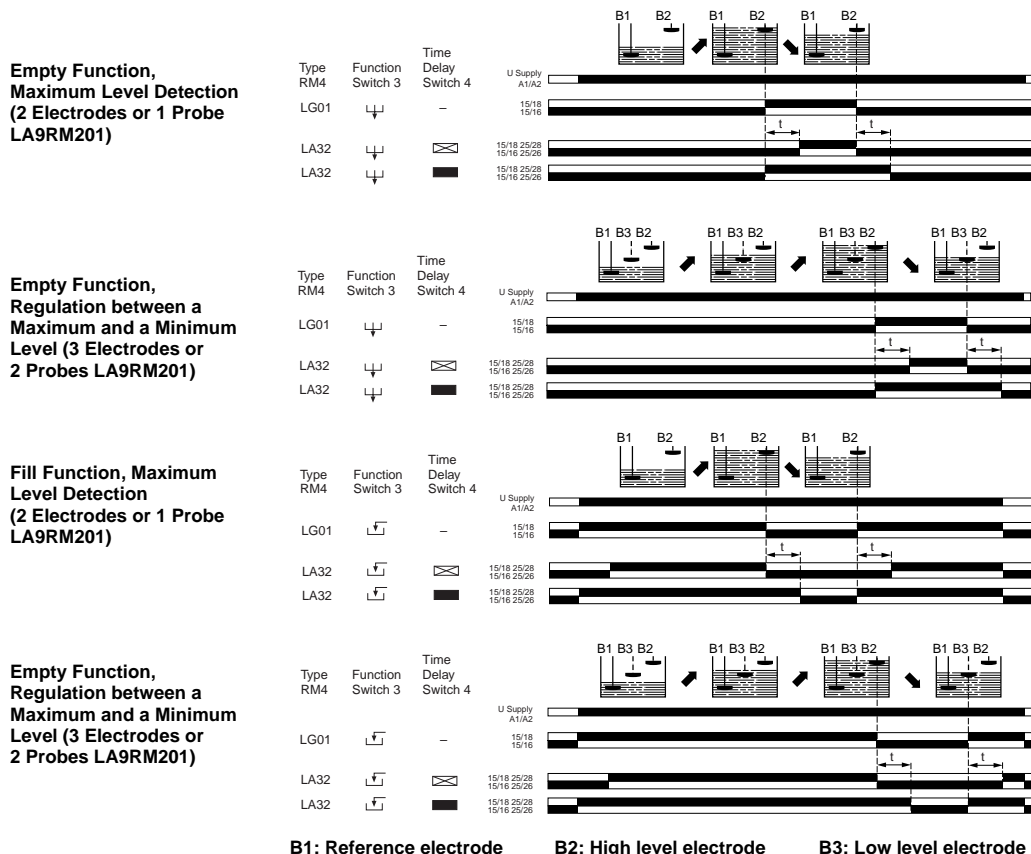 B1 B2 B1 B2 B1 B2
Empty Function,
Maximum Level Detection
(2 Electrodes or 1 Probe
LA9RM201)
Type
RM4
Function
Switch 3
Time
Delay
Switch 4
U Supply
A1/A2
LG01 –
15/18
15/16
t t
LA32
15/18 25/28
15/16 25/26
LA32
15/18 25/28
15/16 25/26
B1 B3 B2 B1 B3 B2 B1 B3 B2 B1 B3 B2
Empty Function,
Regulation between a
Maximum and a Minimum
Level (3 Electrodes or
2 Probes LA9RM201)
Type
RM4
Function
Switch 3
Time
Delay
Switch 4
U Supply
A1/A2
LG01 –
15/18
15/16
t t
LA32
15/18 25/28
15/16 25/26
LA32
15/18 25/28
15/16 25/26
B1 B2 B1 B2 B1 B2
Fill Function, Maximum
Level Detection
(2 Electrodes or 1 Probe
LA9RM201)
Type
RM4
Function
Switch 3
Time
Delay
Switch 4
U Supply
A1/A2
LG01 –
15/18
15/16
t t
LA32
15/18 25/28
15/16 25/26
LA32
15/18 25/28
15/16 25/26
B1 B3 B2 B1 B3 B2 B1 B3 B2 B1 B3 B2
Empty Function,
Regulation between a
Maximum and a Minimum
Level (3 Electrodes or
2 Probes LA9RM201)
Type
RM4
Function
Switch 3
Time
Delay
Switch 4
U Supply
A1/A2
LG01 –
15/18
15/16
t t
LA32
15/18 25/28
15/16 25/26
LA32
15/18 25/28
15/16 25/26
B1: Reference electrode B2: High level electrode B3: Low level electrode